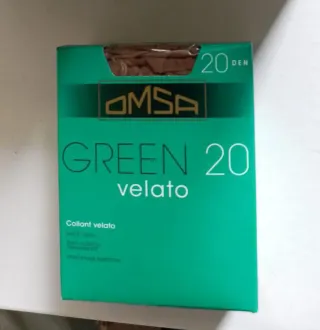 20 DEN
OMSA
GREEN 20
velato
Collant velato